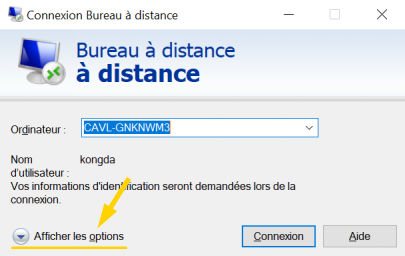 Connexion Bureau à distance
Bureau à distance
à distance
Ordinateur :
CAVL-GNKNWM3
Nom kongda
d'utilisateur :
Vos informations d'identification seront demandées lors de la
connexion.
Afficher les options
Connexion
Aide